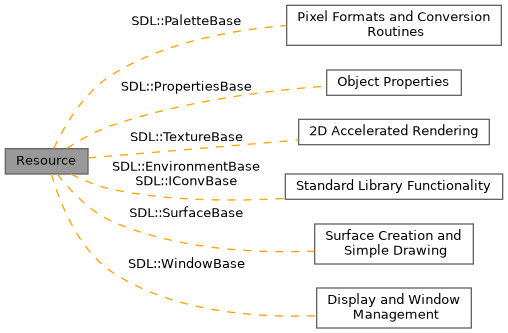 SDL::PaletteBase
Pixel Formats and Conversion
Routines
SDL::PropertiesBase
Object Properties
SDL::TextureBase
2D Accelerated Rendering
Resource
SDL::EnvironmentBase
SDL::IConvBase
Standard Library Functionality
SDL::SurfaceBase
Surface Creation and
Simple Drawing
SDL::WindowBase
Display and Window
Management